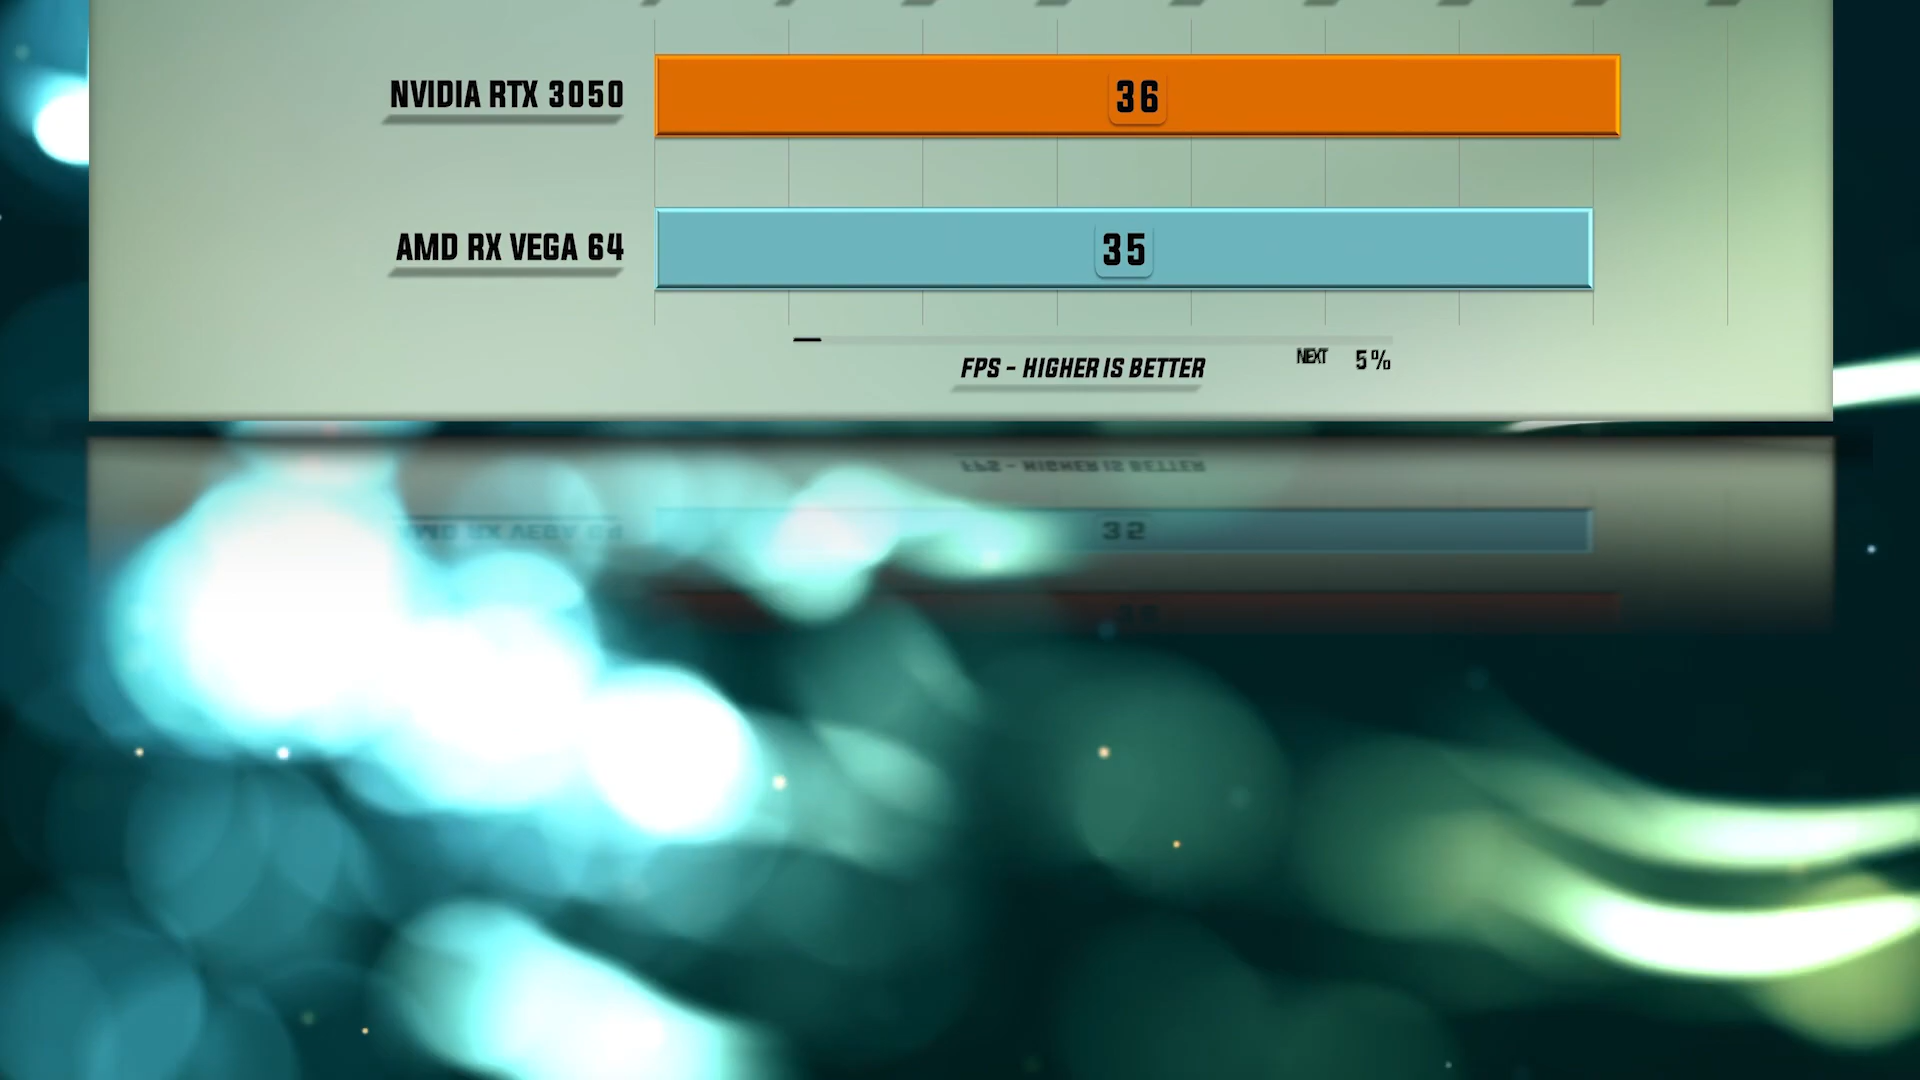 NVIDIA RTX 3050
36
AMD RX VEGA 64
35
FPS - HIGHER IS BETTER
NEXT 5%